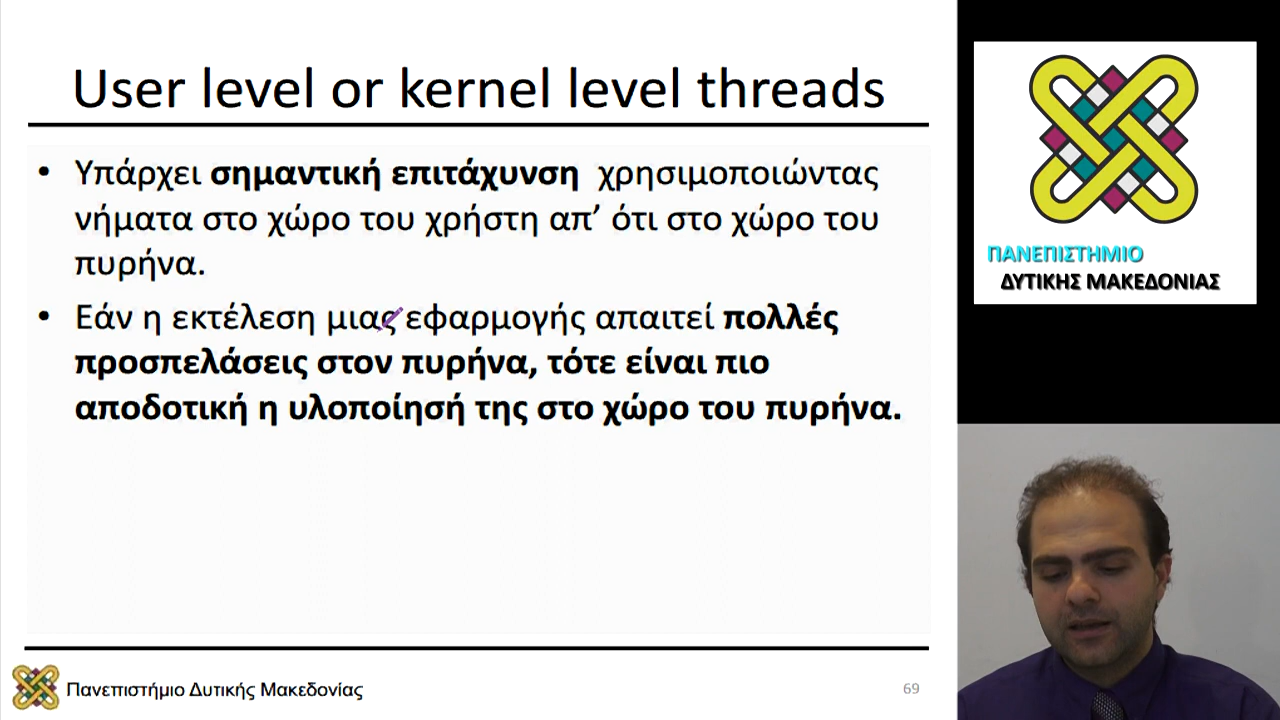 User level or kernel level threads
• Υπάρχει σημαντική επιτάχυνση χρησιμοποιώντας
νήματα στο χώρο του χρήστη απ’ ότι στο χώρο του
πυρήνα.
• Εάν η εκτέλεση μιας εφαρμογής απαιτεί πολλές
προσπελάσεις στον πυρήνα, τότε είναι πιο
αποδοτική η υλοποίησή της στο χώρο του πυρήνα.
Πανεπιστήμιο Δυτικής Μακεδονίας
69
ΠΑΝΕΠΙΣΤΗΜΙΟ
ΔΥΤΙΚΗΣ ΜΑΚΕΔΟΝΙΑΣ